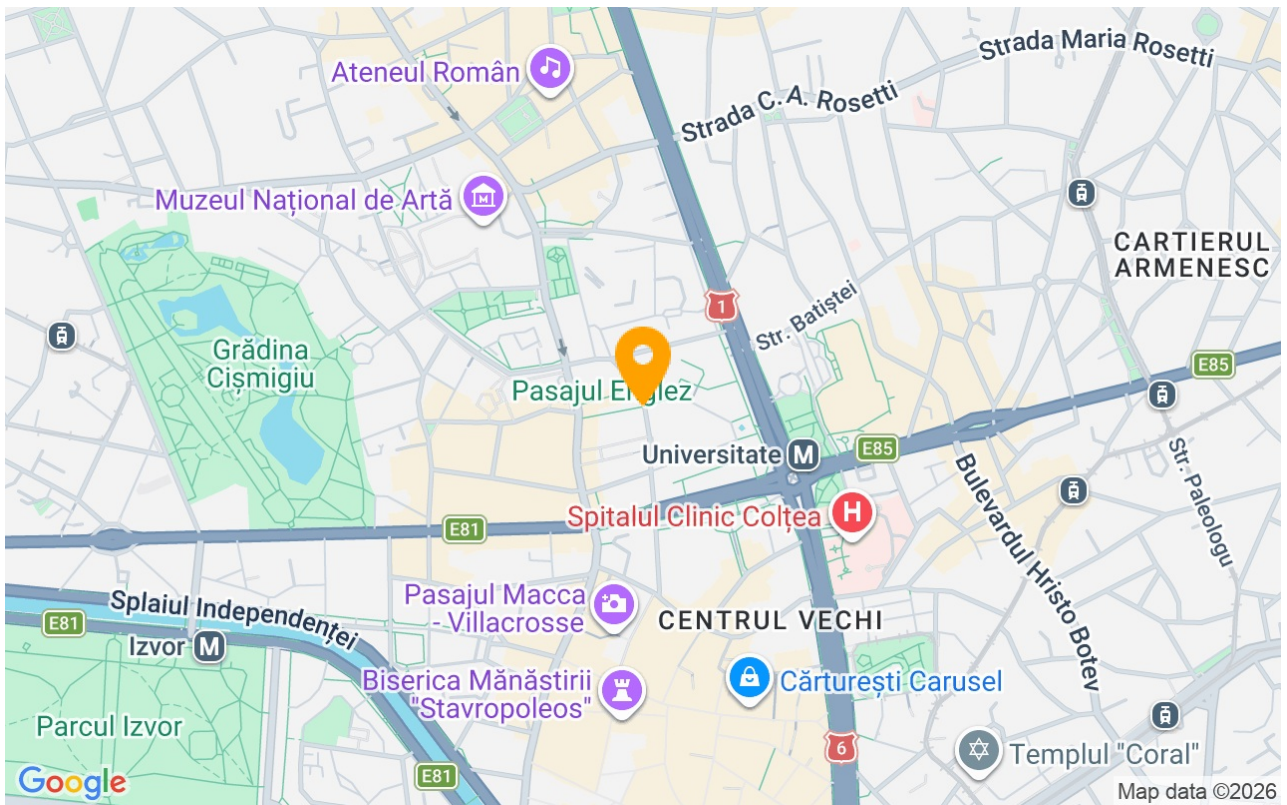 Strada Maria Rosetti
Ateneul Român
Strada C. A. Rosetti
Muzeul Național de Artă
CARTIERUL
ARMENESC
1
Str. Batiștei
Grădina
Cișmigiu
E85
Pasajul Englez
Universitate M
E85
Str. Paleologu
Spitalul Clinic Colțea H
E81
Bulevardul Hristo Botev
Pasajul Macca
- Villacrosse
CENTRUL VECHI
Splaiul Independenței
E81
Izvor M
Biserica Mănăstirii
"Stavropoleos"
Cărturești Carusel
Parcul Izvor
6
Templul "Coral"
E81
Google
Map data ©2026